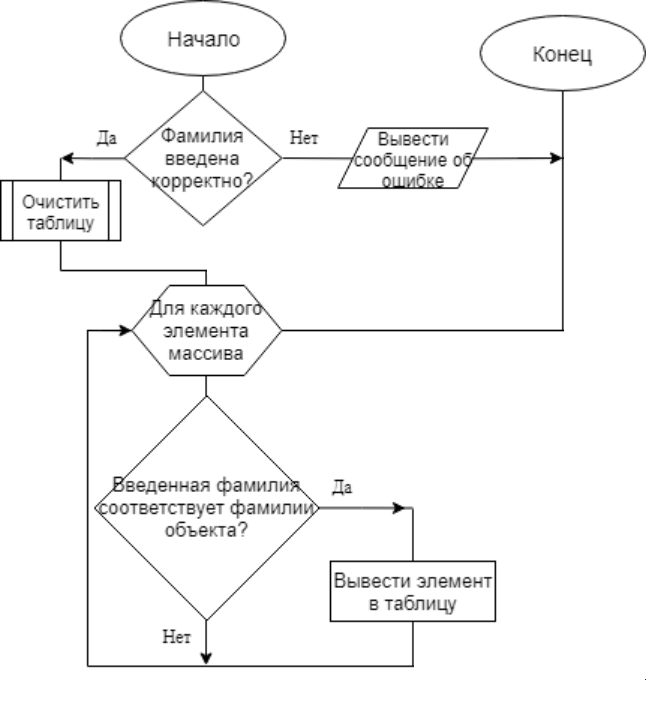 Начало
Конец
Да
Фамилия
введена
корректно?
Нет
Вывести
сообщение об
ошибке
Очистить
таблицу
Для каждого
элемента
массива
Введенная фамилия
соответствует фамилии
объекта?
Да
Вывести элемент
в таблицу
Нет